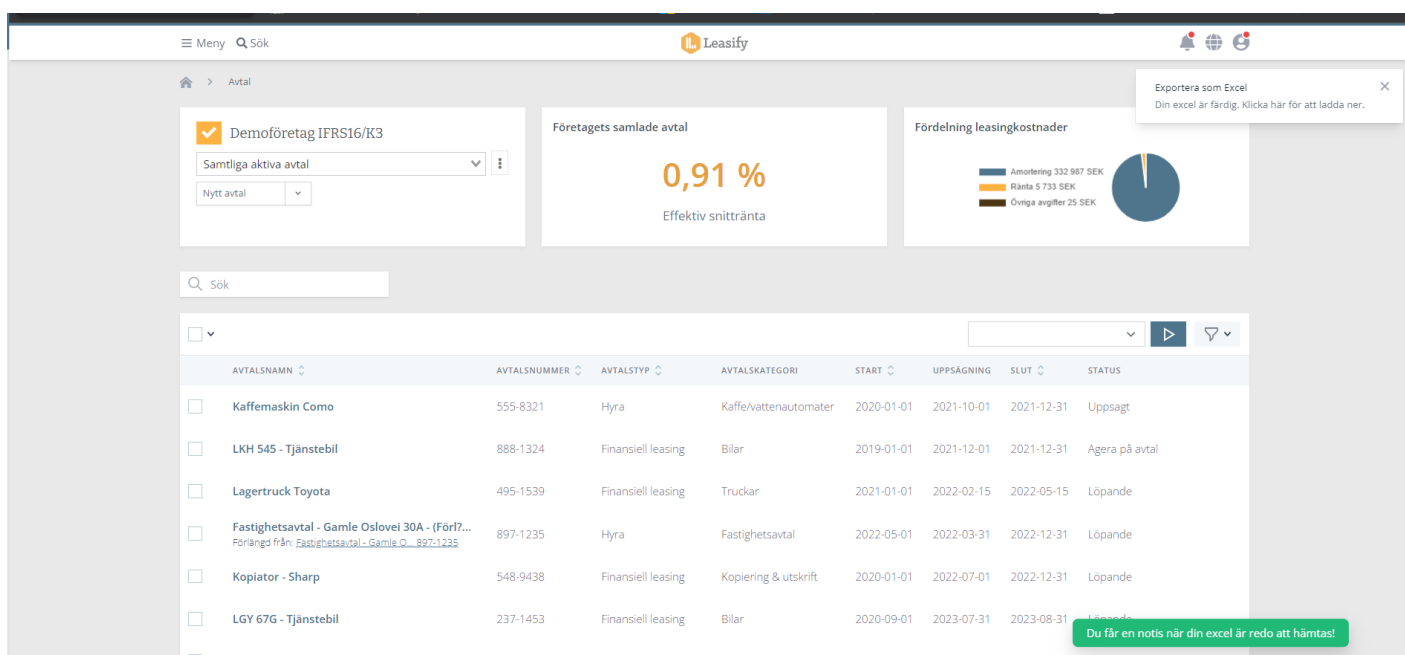 Meny Sök
Leasify
Avtal
Exportera som Excel
Din excel är färdig. Klicka här för att ladda ner.
Demoföretag IFRS16/K3
Samtliga aktiva avtal
Nytt avtal
Företagets samlade avtal
0,91 %
Effektiv snittränta
Fördelning leasingkostnader
Amortering 332 987 SEK
Ränta 5 733 SEK
Övriga avgifter 25 SEK
Sök
AVTALSNAMN AVTALSNUMMER AVTALSTYP AVTALSKATEGORI START UPPSÄGNING SLUT STATUS
Kaffemaskin Como 555-8321 Hyra Kaffe/vattenautomater 2020-01-01 2021-10-01 2021-12-31 Uppsagt
LKH 545 - Tjänstebil 888-1324 Finansiell leasing Bilar 2019-01-01 2021-12-01 2021-12-31 Agera på avtal
Lagertruck Toyota 495-1539 Finansiell leasing Truckar 2021-01-01 2022-02-15 2022-05-15 Löpande
Fastighetsavtal - Gamle Oslovei 30A - (Förl?... 897-1235 Hyra Fastighetsavtal 2022-05-01 2022-03-31 2022-12-31 Löpande
Förlängd från: Fastighetsavtal - Gamle O... 897-1235
Kopiator - Sharp 548-9438 Finansiell leasing Kopiering & utskrift 2020-01-01 2022-07-01 2022-12-31 Löpande
LGY 67G - Tjänstebil 237-1453 Finansiell leasing Bilar 2020-09-01 2023-07-31 2023-08-31
Du får en notis när din excel är redo att hämtas!